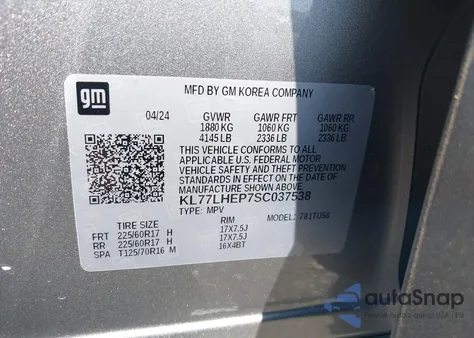 gm
MFD BY GM KOREA COMPANY
04/24 GVWR GAWR FRT GAWR RR
1880 KG 1060 KG 1060 KG
4145 LB 2336 LB 2336 LB
THIS VEHICLE CONFORMS TO ALL
APPLICABLE U.S. FEDERAL MOTOR
VEHICLE SAFETY AND THEFT PREVENTION
STANDARDS IN EFFECT ON THE DATE OF
MANUFACTURE SHOWN ABOVE.
KL77LHEP7SC037538
TYPE: MPV MODEL: 781TU58
TIRE SIZE RIM
FRT 225/60R17 H 17X7.5J
RR 225/60R17 H 17X7.5J
SPA T125/70R16 M 16X4BT
autoSnap